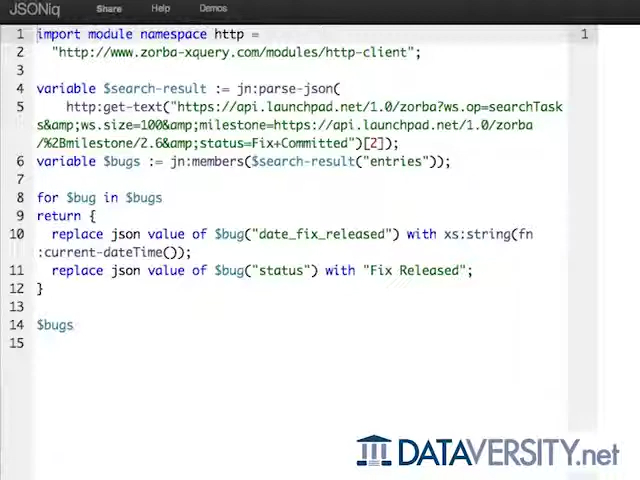 JSONiq Share Help Demos
1 import module namespace http =
2 "http://www.zorba-xquery.com/modules/http-client";
3
4 variable $search-result := jn:parse-json(
5 http:get-text("https://api.launchpad.net/1.0/zorba?ws.op=searchTask
s&amp;ws.size=100&amp;milestone=https://api.launchpad.net/1.0/zorba
/%2Bmilestone/2.6&amp;status=Fix+Committed")[2]);
6 variable $bugs := jn:members($search-result("entries"));
7
8 for $bug in $bugs
9 return {
10 replace json value of $bug("date_fix_released") with xs:string(fn
:current-dateTime());
11 replace json value of $bug("status") with "Fix Released";
12 }
13
14 $bugs
15
1
DATAVERSITY.net